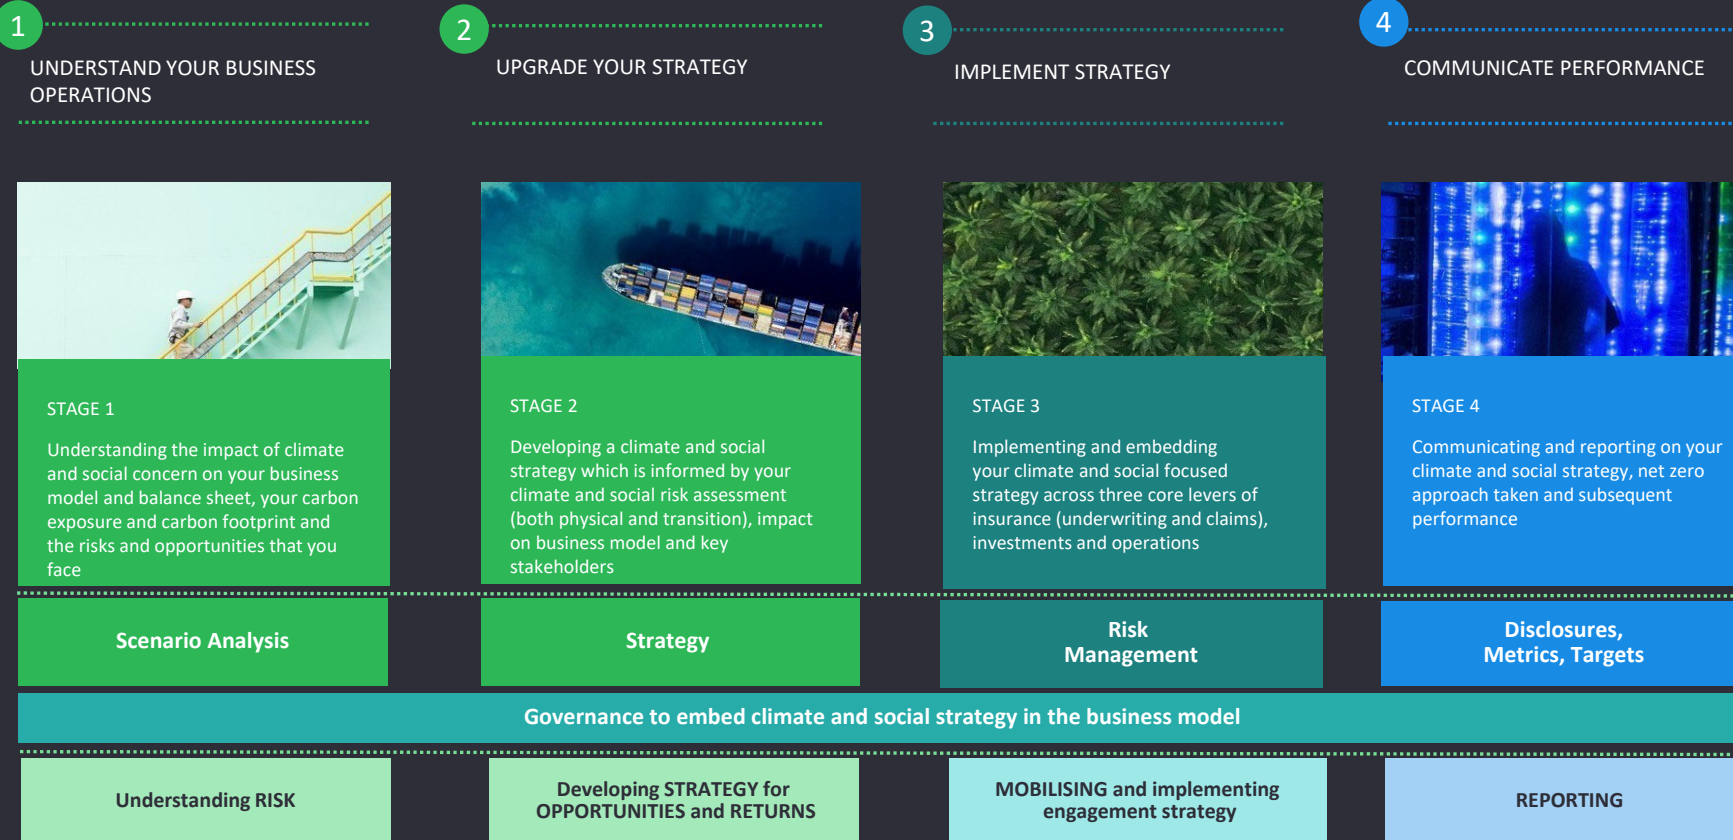 1
UNDERSTAND YOUR BUSINESS
OPERATIONS
2
UPGRADE YOUR STRATEGY
3
IMPLEMENT STRATEGY
4
COMMUNICATE PERFORMANCE
STAGE 1
Understanding the impact of climate
and social concern on your business
model and balance sheet, your carbon
exposure and carbon footprint and
the risks and opportunities that you
face
STAGE 2
Developing a climate and social
strategy which is informed by your
climate and social risk assessment
(both physical and transition), impact
on business model and key
stakeholders
STAGE 3
Implementing and embedding
your climate and social focused
strategy across three core levers of
insurance (underwriting and claims),
investments and operations
STAGE 4
Communicating and reporting on your
climate and social strategy, net zero
approach taken and subsequent
performance
Scenario Analysis
Strategy
Risk
Management
Disclosures,
Metrics, Targets
Governance to embed climate and social strategy in the business model
Understanding RISK
Developing STRATEGY for
OPPORTUNITIES and RETURNS
MOBILISING and implementing
engagement strategy
REPORTING